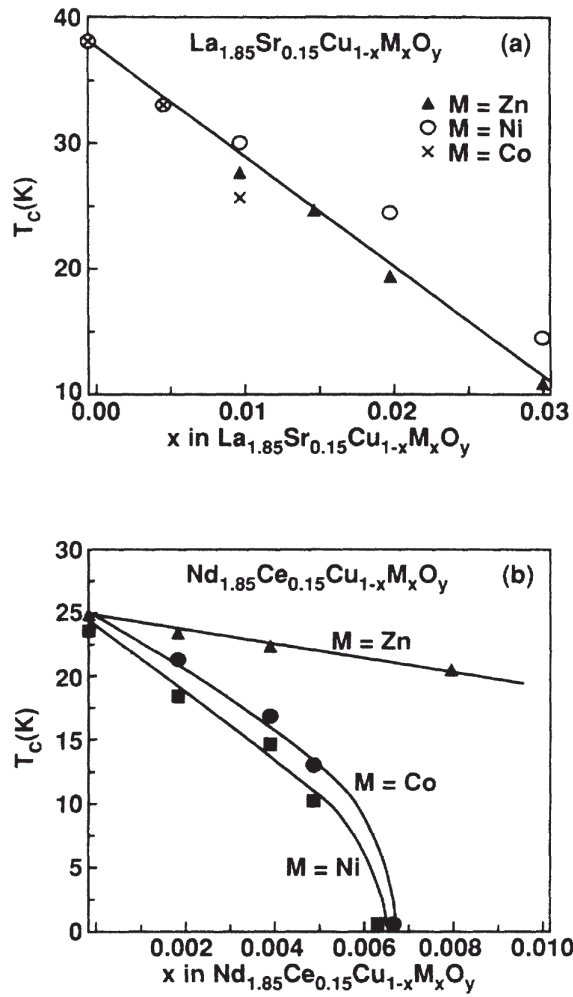 La1.85Sr0.15Cu1-xMxOy (a)
▲ M = Zn
○ M = Ni
× M = Co
Tc(K)
40
30
20
10
0.00 0.01 0.02 0.03
x in La1.85Sr0.15Cu1-xMxOy
Nd1.85Ce0.15Cu1-xMxOy (b)
M = Zn
M = Co
M = Ni
Tc(K)
30
25
20
15
10
5
0
0.002 0.004 0.006 0.008 0.010
x in Nd1.85Ce0.15Cu1-xMxOy